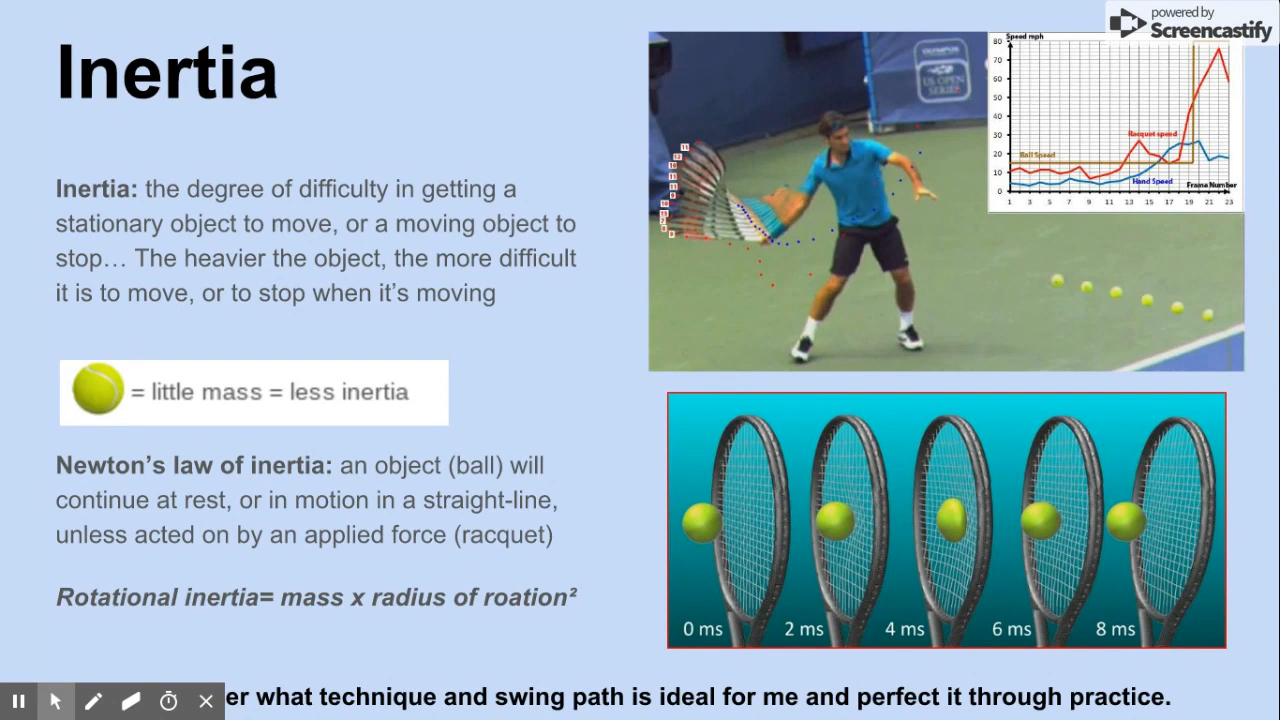 powered by
Screencastify
Inertia
Inertia: the degree of difficulty in getting a
stationary object to move, or a moving object to
stop… The heavier the object, the more difficult
it is to move, or to stop when it's moving
= little mass = less inertia
Newton's law of inertia: an object (ball) will
continue at rest, or in motion in a straight-line,
unless acted on by an applied force (racquet)
Rotational inertia= mass x radius of roation²
OLYMPUS
US OPEN
SERIES
Speed mph
80
70
60
50
40
30
20
10
0
Racquet speed
Ball Speed
Hand Speed
Frame Number
1 3 5 7 9 11 13 15 17 19 21 23
0 ms 2 ms 4 ms 6 ms 8 ms
er what technique and swing path is ideal for me and perfect it through practice.